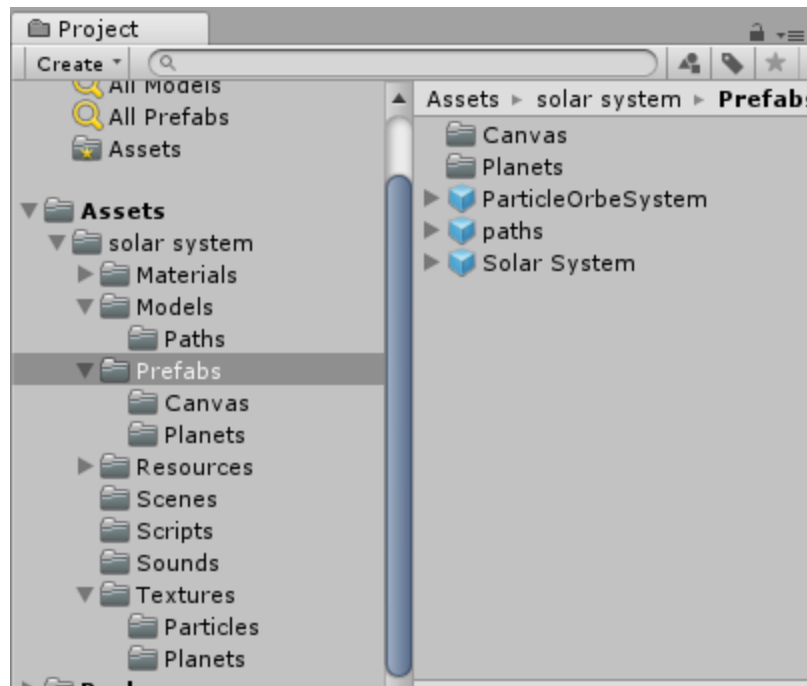 Project
Create
All Models
All Prefabs
Assets
Assets
solar system
Materials
Models
Paths
Prefabs
Canvas
Planets
Resources
Scenes
Scripts
Sounds
Textures
Particles
Planets
Assets ▸ solar system ▸ Prefabs
Canvas
Planets
ParticleOrbeSystem
paths
Solar System